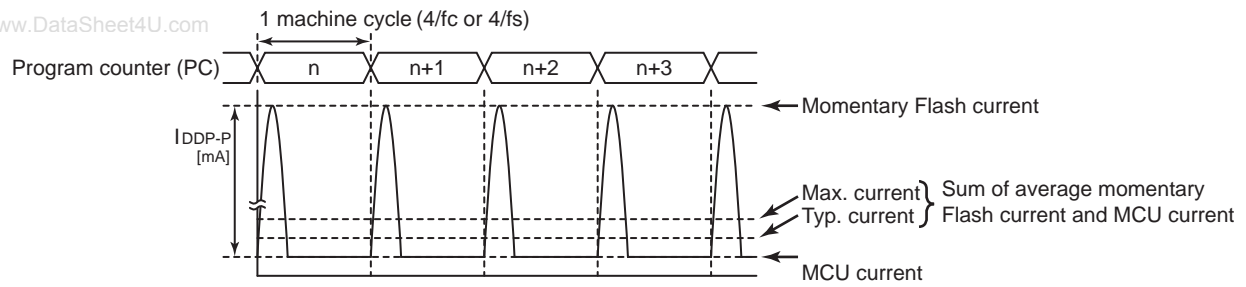 ww.DataSheet4U.com
1 machine cycle (4/fc or 4/fs)
Program counter (PC)
n
n+1
n+2
n+3
Momentary Flash current
IDDP-P
[mA]
Max. current
Typ. current
Sum of average momentary
Flash current and MCU current
MCU current